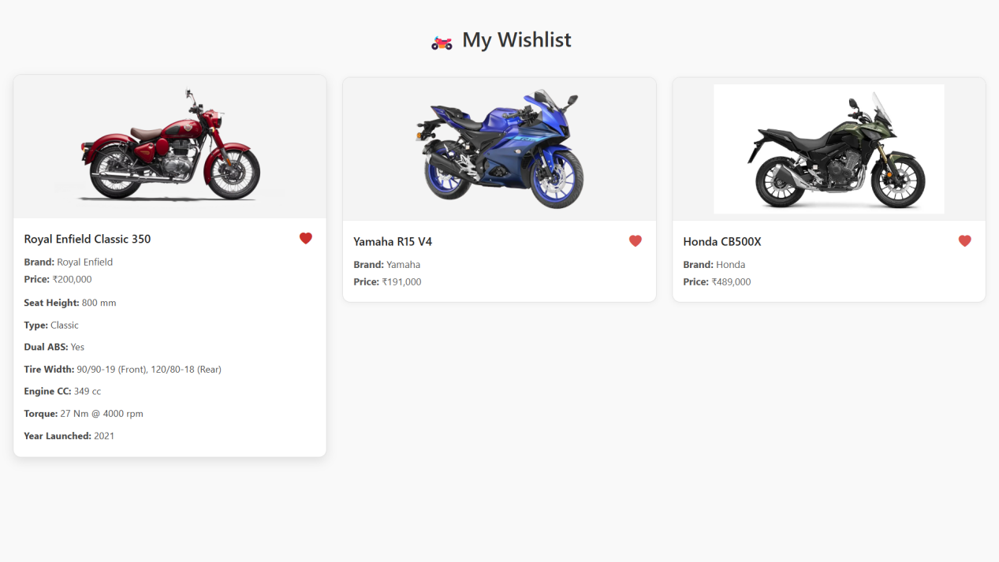 My Wishlist
Royal Enfield Classic 350
Brand: Royal Enfield
Price: ₹200,000
Seat Height: 800 mm
Type: Classic
Dual ABS: Yes
Tire Width: 90/90-19 (Front), 120/80-18 (Rear)
Engine CC: 349 cc
Torque: 27 Nm @ 4000 rpm
Year Launched: 2021
Yamaha R15 V4
Brand: Yamaha
Price: ₹191,000
Honda CB500X
Brand: Honda
Price: ₹489,000